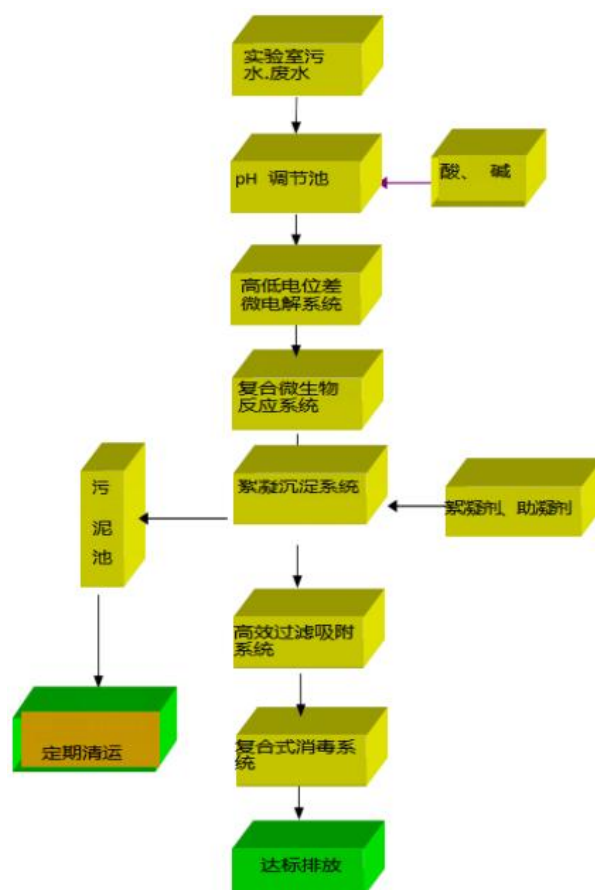 实验室污
水.废水
pH 调节池
酸、 碱
高低电位差
微电解系统
复合微生物
反应系统
污
泥
池
絮凝沉淀系统
絮凝剂、助凝剂
高效过滤吸附
系统
定期清运
复合式消毒系
统
达标排放